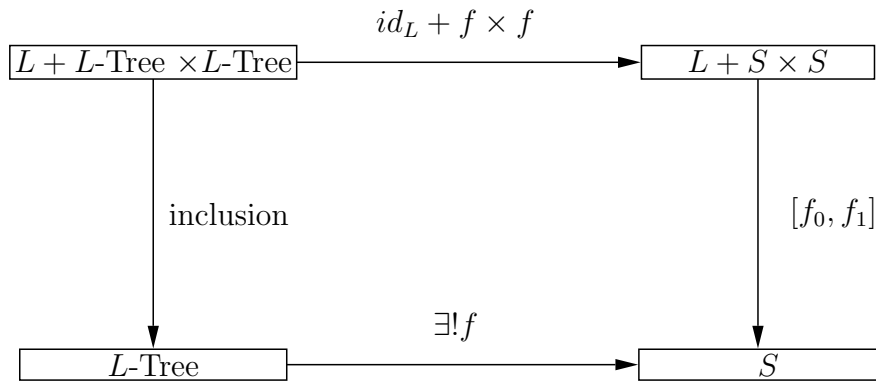 id_L + f × f
L + L-Tree ×L-Tree
L + S × S
inclusion
[f_0, f_1]
∃!f
L-Tree
S